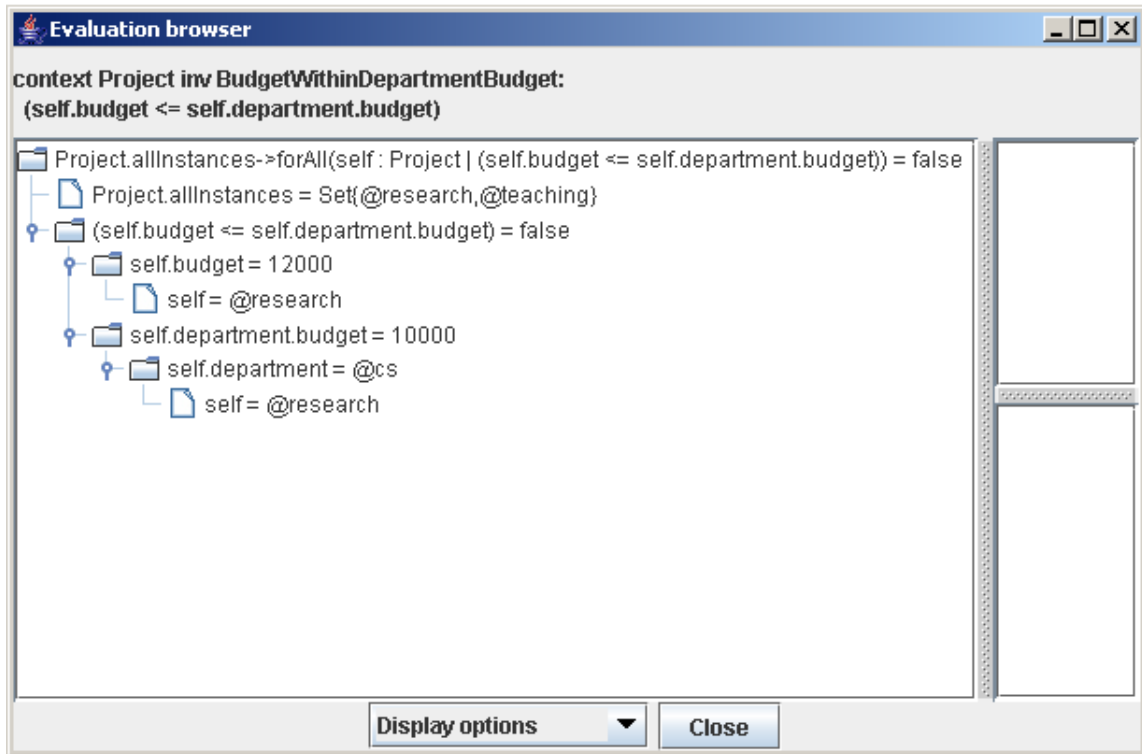 Evaluation browser
context Project inv BudgetWithinDepartmentBudget:
(self.budget <= self.department.budget)
Project.allInstances->forAll(self : Project | (self.budget <= self.department.budget)) = false
Project.allInstances = Set{@research,@teaching}
(self.budget <= self.department.budget) = false
self.budget = 12000
self = @research
self.department.budget = 10000
self.department = @cs
self = @research
Display options
Close